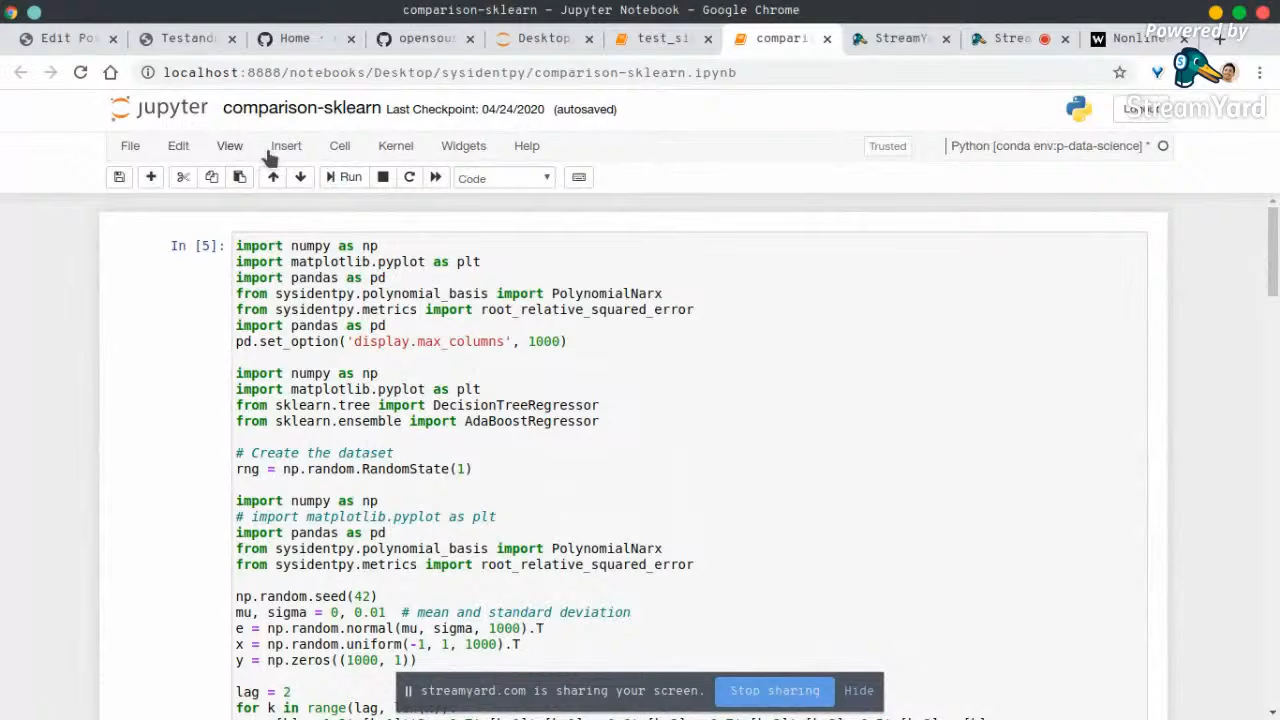 comparison-sklearn – Jupyter Notebook - Google Chrome
Edit Po
Testand
Home
opensou
Desktop
test_si
compari
StreamY
Strea
Nonlin
Powered by
localhost:8888/notebooks/Desktop/sysidentpy/comparison-sklearn.ipynb
StreamYard
jupyter comparison-sklearn Last Checkpoint: 04/24/2020 (autosaved)
File Edit View Insert Cell Kernel Widgets Help Trusted Python [conda env:p-data-science] *
Run Code
In [5]:
import numpy as np
import matplotlib.pyplot as plt
import pandas as pd
from sysidentpy.polynomial_basis import PolynomialNarx
from sysidentpy.metrics import root_relative_squared_error
import pandas as pd
pd.set_option('display.max_columns', 1000)
import numpy as np
import matplotlib.pyplot as plt
from sklearn.tree import DecisionTreeRegressor
from sklearn.ensemble import AdaBoostRegressor
# Create the dataset
rng = np.random.RandomState(1)
import numpy as np
# import matplotlib.pyplot as plt
import pandas as pd
from sysidentpy.polynomial_basis import PolynomialNarx
from sysidentpy.metrics import root_relative_squared_error
np.random.seed(42)
mu, sigma = 0, 0.01 # mean and standard deviation
e = np.random.normal(mu, sigma, 1000).T
x = np.random.uniform(-1, 1, 1000).T
y = np.zeros((1000, 1))
lag = 2
for k in range(lag,
streamyard.com is sharing your screen. Stop sharing Hide